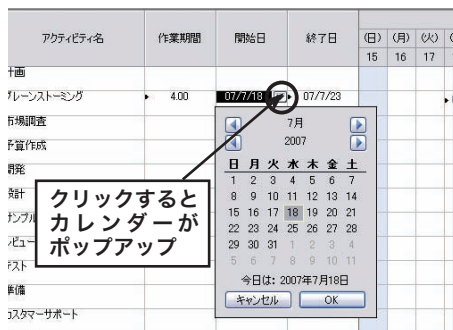 アクティビティ名 作業期間 開始日 終了日 (日) (月) (火)
15 16 17
計画
ブレーンストーミング 4.00 07/7/18 07/7/23
市場調査
予算作成
開発
設計
サンプル
レビュー
テスト
準備
カスタマーサポート
7月
2007
日 月 火 水 木 金 土
1 2 3 4 5 6 7
8 9 10 11 12 13 14
15 16 17 18 19 20 21
22 23 24 25 26 27 28
29 30 31 1 2 3 4
5 6 7 8 9 10 11
今日は: 2007年7月18日
キャンセル OK
クリックすると
カレンダーが
ポップアップ